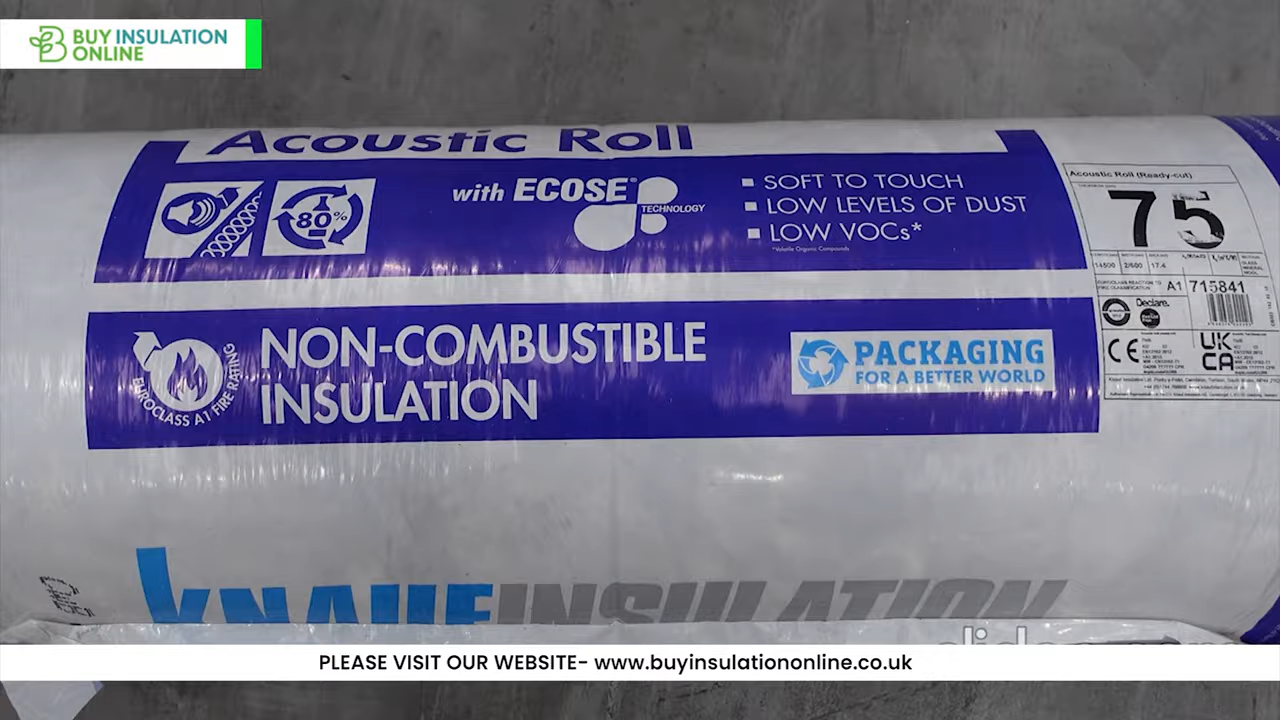 BUY INSULATION
ONLINE
Acoustic Roll
80%
with ECOSE®
TECHNOLOGY
SOFT TO TOUCH
LOW LEVELS OF DUST
LOW VOCs*
*Volatile Organic Compounds
Acoustic Roll (Ready-cut)
75
14500 2/600 17.4
A1 715841
Declare.
CE
UK
CA
EUROCLASS A1 FIRE RATING
NON-COMBUSTIBLE
INSULATION
PACKAGING
FOR A BETTER WORLD
KNAUFINSULATION
PLEASE VISIT OUR WEBSITE- www.buyinsulationonline.co.uk